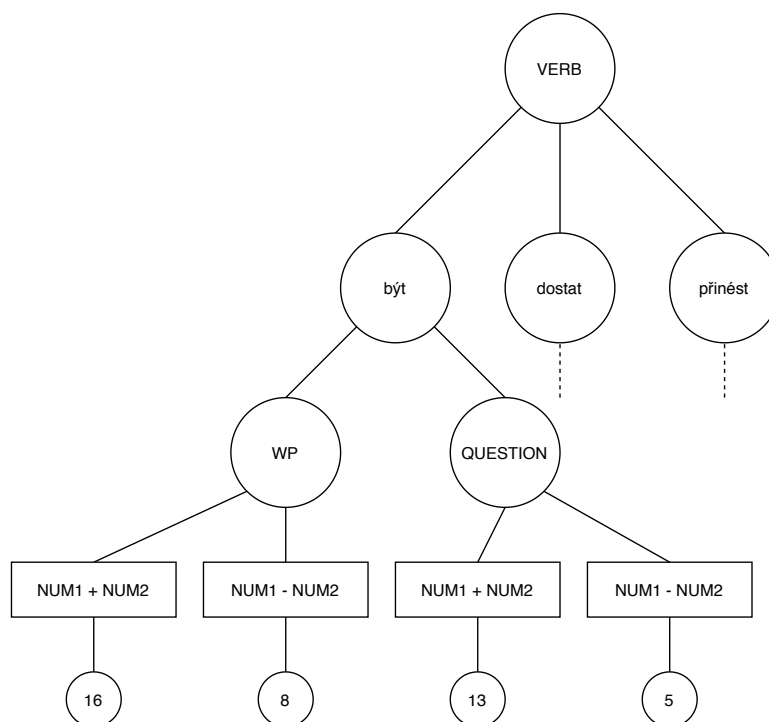 VERB
být
dostat
přinést
WP
QUESTION
NUM1 + NUM2
NUM1 - NUM2
NUM1 + NUM2
NUM1 - NUM2
16
8
13
5